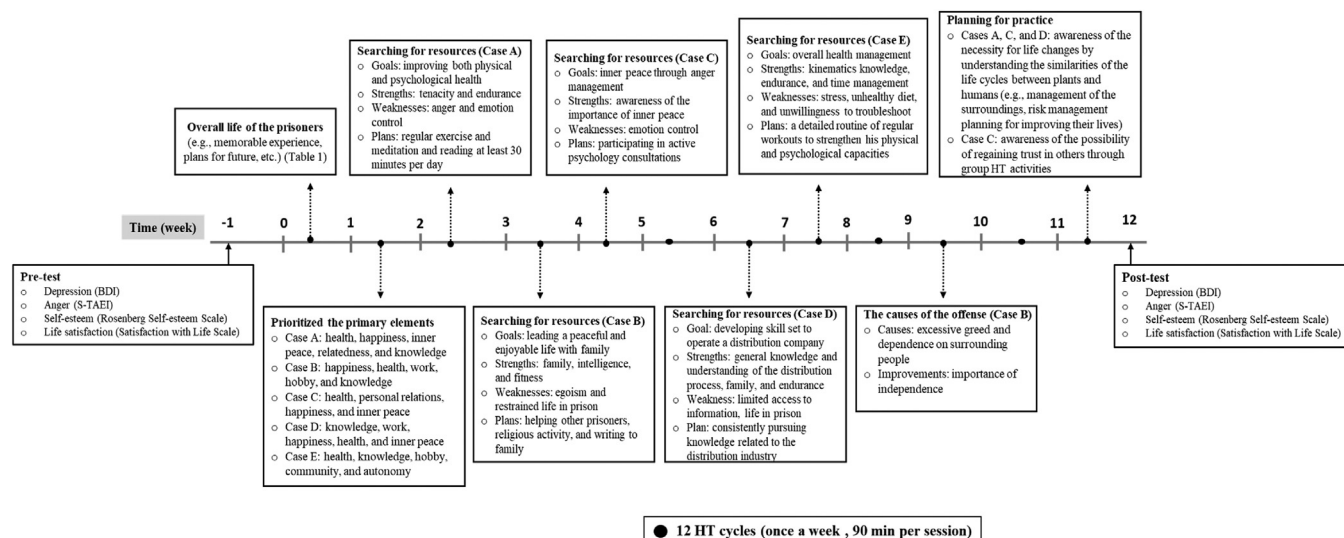 Overall life of the prisoners
(e.g., memorable experience,
plans for future, etc.) (Table 1)
Searching for resources (Case A)
o Goals: improving both physical
and psychological health
o Strengths: tenacity and endurance
o Weaknesses: anger and emotion
control
o Plans: regular exercise and
meditation and reading at least 30
minutes per day
Searching for resources (Case C)
o Goals: inner peace through anger
management
o Strengths: awareness of the
importance of inner peace
o Weaknesses: emotion control
o Plans: participating in active
psychology consultations
Searching for resources (Case E)
o Goals: overall health management
o Strengths: kinematics knowledge,
endurance, and time management
o Weaknesses: stress, unhealthy diet,
and unwillingness to troubleshoot
o Plans: a detailed routine of regular
workouts to strengthen his physical
and psychological capacities
Planning for practice
o Cases A, C, and D: awareness of the
necessity for life changes by
understanding the similarities of the
life cycles between plants and
humans (e.g., management of the
surroundings, risk management
planning for improving their lives)
o Case C: awareness of the possibility
of regaining trust in others through
group HT activities
Time (week)
-1 0 1 2 3 4 5 6 7 8 9 10 11 12
Pre-test
o Depression (BDI)
o Anger (S-TAEI)
o Self-esteem (Rosenberg Self-esteem Scale)
o Life satisfaction (Satisfaction with Life Scale)
Prioritized the primary elements
o Case A: health, happiness, inner
peace, relatedness, and knowledge
o Case B: happiness, health, work,
hobby, and knowledge
o Case C: health, personal relations,
happiness, and inner peace
o Case D: knowledge, work,
happiness, health, and inner peace
o Case E: health, knowledge, hobby,
community, and autonomy
Searching for resources (Case B)
o Goals: leading a peaceful and
enjoyable life with family
o Strengths: family, intelligence,
and fitness
o Weaknesses: egoism and
restrained life in prison
o Plans: helping other prisoners,
religious activity, and writing to
family
Searching for resources (Case D)
o Goal: developing skill set to
operate a distribution company
o Strengths: general knowledge and
understanding of the distribution
process, family, and endurance
o Weakness: limited access to
information, life in prison
o Plan: consistently pursuing
knowledge related to the
distribution industry
The causes of the offense (Case B)
o Causes: excessive greed and
dependence on surrounding
people
o Improvements: importance of
independence
Post-test
o Depression (BDI)
o Anger (S-TAEI)
o Self-esteem (Rosenberg Self-esteem Scale)
o Life satisfaction (Satisfaction with Life Scale)
● 12 HT cycles (once a week , 90 min per session)